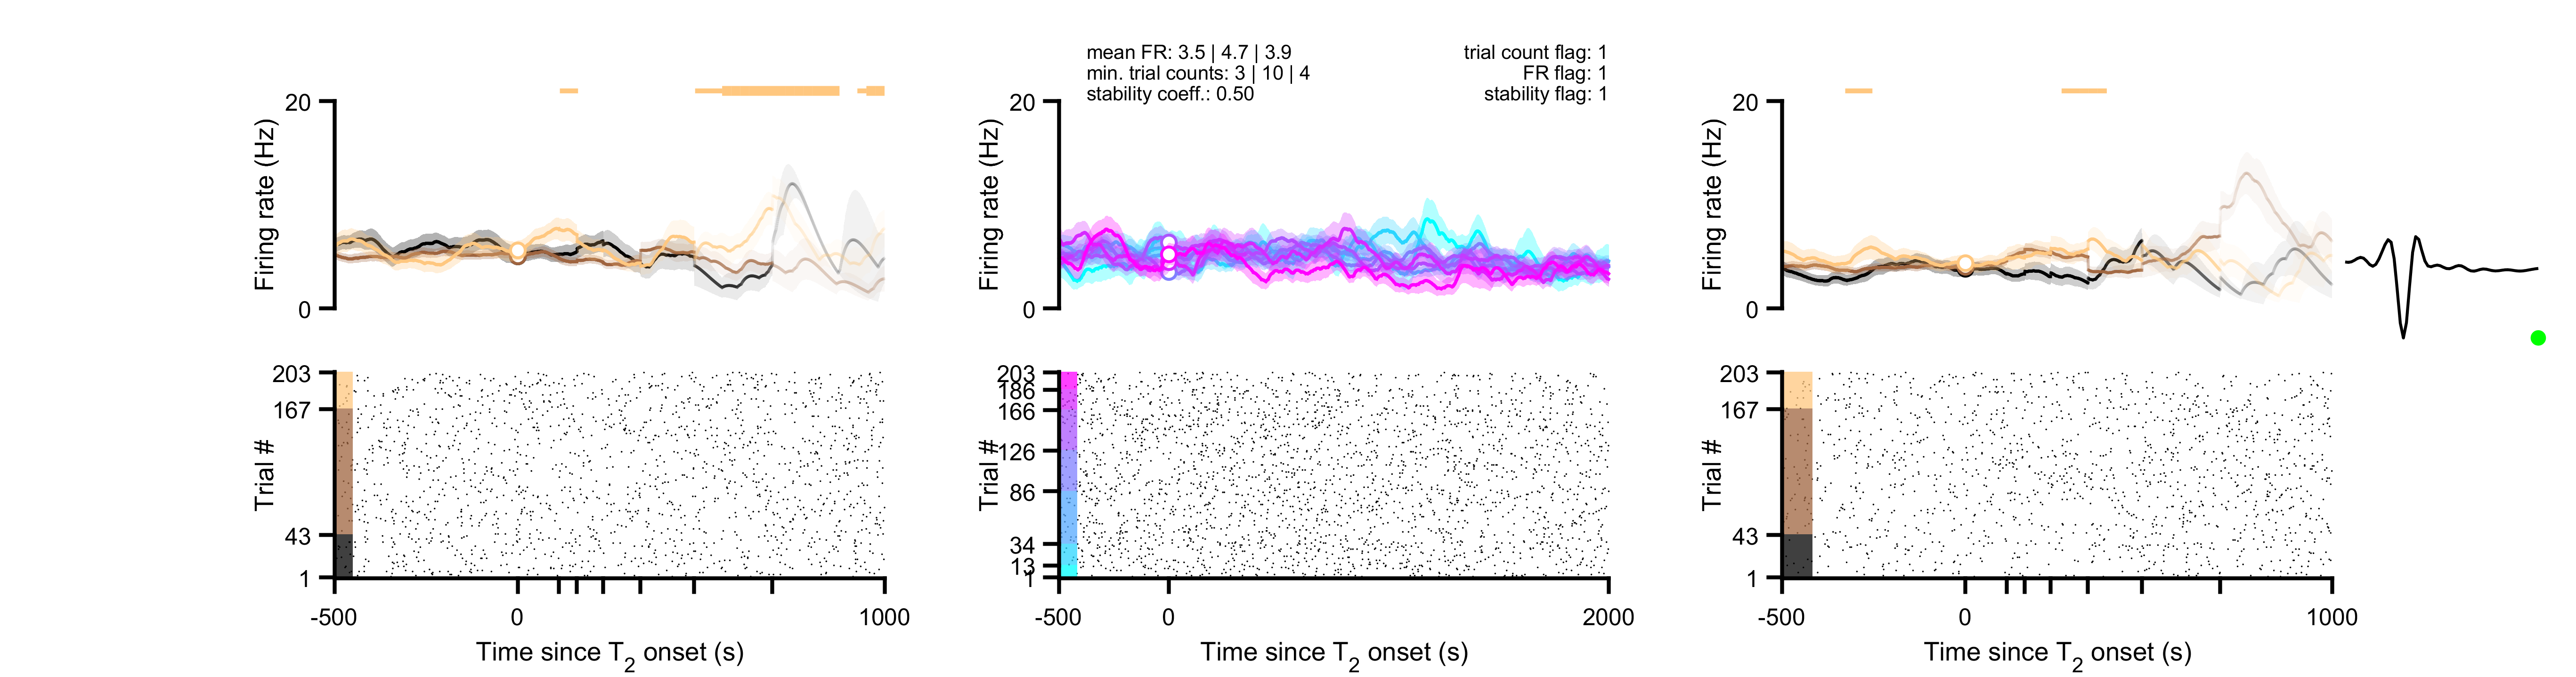 mean FR: 3.5 | 4.7 | 3.9
min. trial counts: 3 | 10 | 4
stability coeff.: 0.50
trial count flag: 1
FR flag: 1
stability flag: 1
20
0
Firing rate (Hz)
20
0
Firing rate (Hz)
20
0
Firing rate (Hz)
203
167
43
1
Trial #
-500
0
1000
Time since T2 onset (s)
203
186
166
126
86
34
13
1
Trial #
-500
0
2000
Time since T2 onset (s)
203
167
43
1
Trial #
-500
0
1000
Time since T2 onset (s)